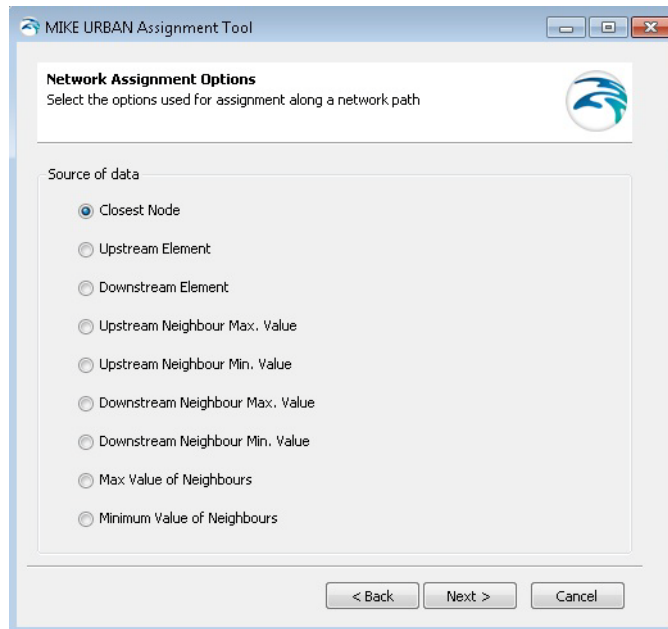 MIKE URBAN Assignment Tool
Network Assignment Options
Select the options used for assignment along a network path
Source of data
Closest Node
Upstream Element
Downstream Element
Upstream Neighbour Max. Value
Upstream Neighbour Min. Value
Downstream Neighbour Max. Value
Downstream Neighbour Min. Value
Max Value of Neighbours
Minimum Value of Neighbours
< Back Next > Cancel